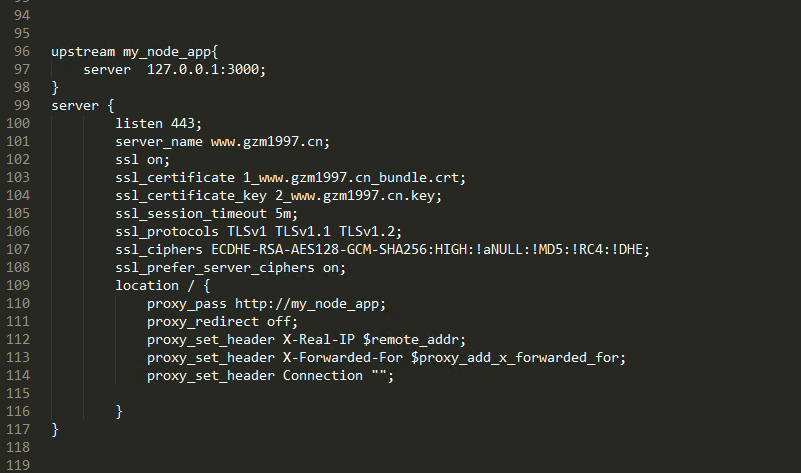 94
95
96 upstream my_node_app{
97 server  127.0.0.1:3000;
98 }
99 server {
100 listen 443;
101 server_name www.gzm1997.cn;
102 ssl on;
103 ssl_certificate 1_www.gzm1997.cn_bundle.crt;
104 ssl_certificate_key 2_www.gzm1997.cn.key;
105 ssl_session_timeout 5m;
106 ssl_protocols TLSv1 TLSv1.1 TLSv1.2;
107 ssl_ciphers ECDHE-RSA-AES128-GCM-SHA256:HIGH:!aNULL:!MD5:!RC4:!DHE;
108 ssl_prefer_server_ciphers on;
109 location / {
110 proxy_pass http://my_node_app;
111 proxy_redirect off;
112 proxy_set_header X-Real-IP $remote_addr;
113 proxy_set_header X-Forwarded-For $proxy_add_x_forwarded_for;
114 proxy_set_header Connection "";
115
116 }
117 }
118
119